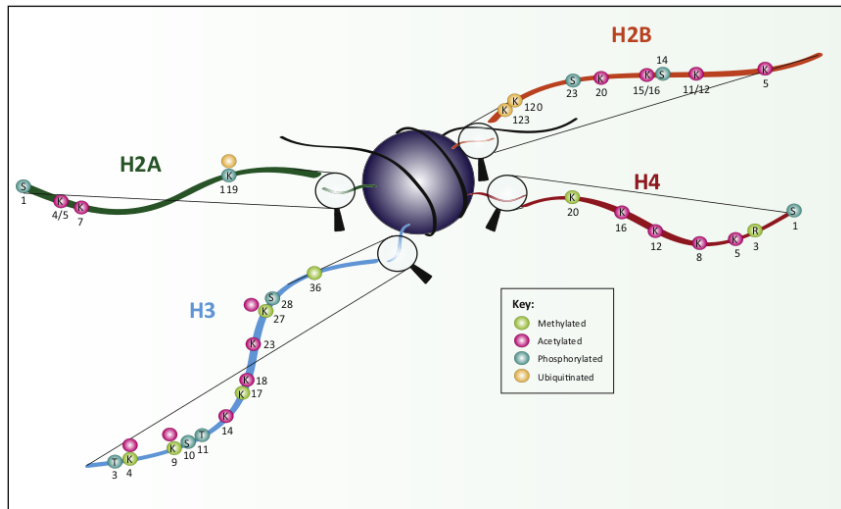 H2B
14
S K K S K K
23 20 15/16 11/12 5
K 120
K 123
H2A
K
119
S
1
K K
4/5 7
H4
K
20
K
16
K
12
K
8
K
5
R
3
S
1
H3
36
S
28
K
27
K
23
K 18
K 17
K
14
T
11
S
10
K
9
K
4
T
3
Key:
Methylated
Acetylated
Phosphorylated
Ubiquitinated